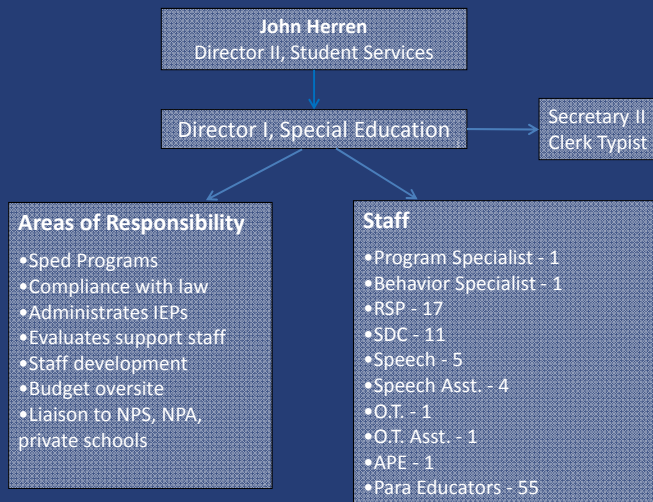 John Herren
Director II, Student Services
Director I, Special Education
Secretary II
Clerk Typist
Areas of Responsibility
•Sped Programs
•Compliance with law
•Administrates IEPs
•Evaluates support staff
•Staff development
•Budget oversite
•Liaison to NPS, NPA,
private schools
Staff
•Program Specialist - 1
•Behavior Specialist - 1
•RSP - 17
•SDC - 11
•Speech - 5
•Speech Asst. - 4
•O.T. - 1
•O.T. Asst. - 1
•APE - 1
•Para Educators - 55